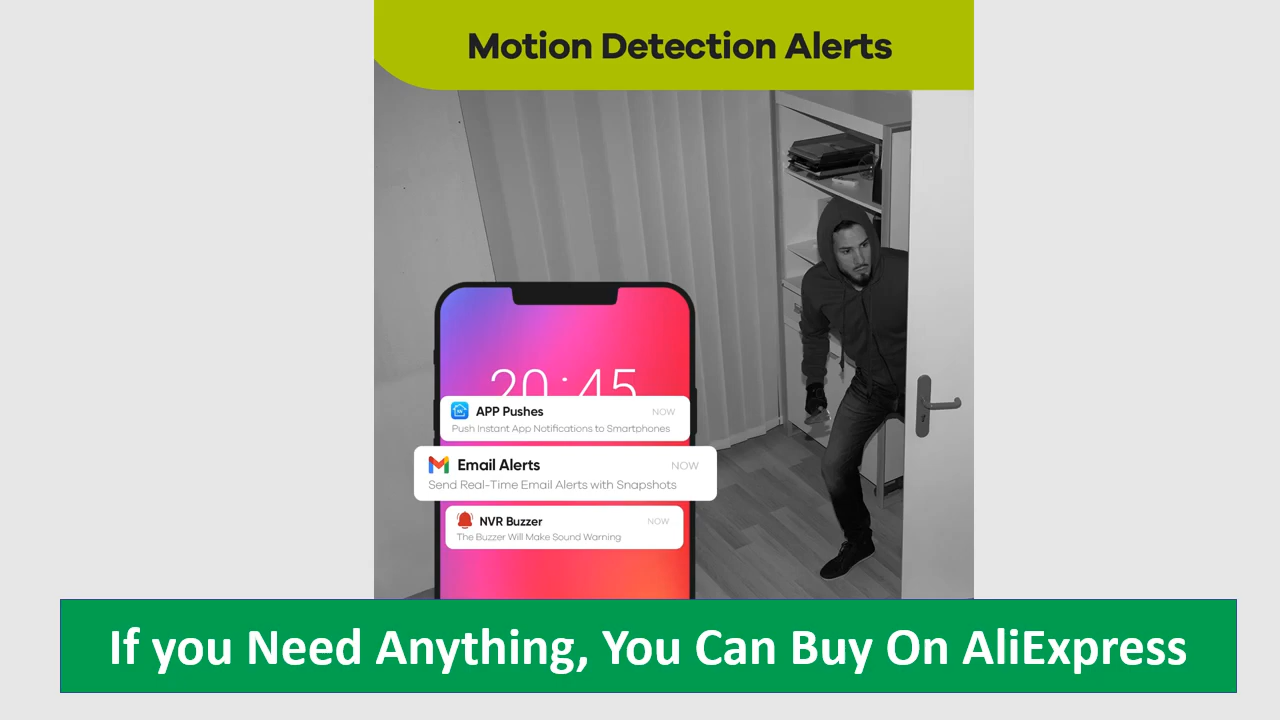 Motion Detection Alerts
20:45
APP Pushes NOW
Push Instant App Notifications to Smartphones
Email Alerts NOW
Send Real-Time Email Alerts with Snapshots
NVR Buzzer NOW
The Buzzer Will Make Sound Warning
If you Need Anything, You Can Buy On AliExpress